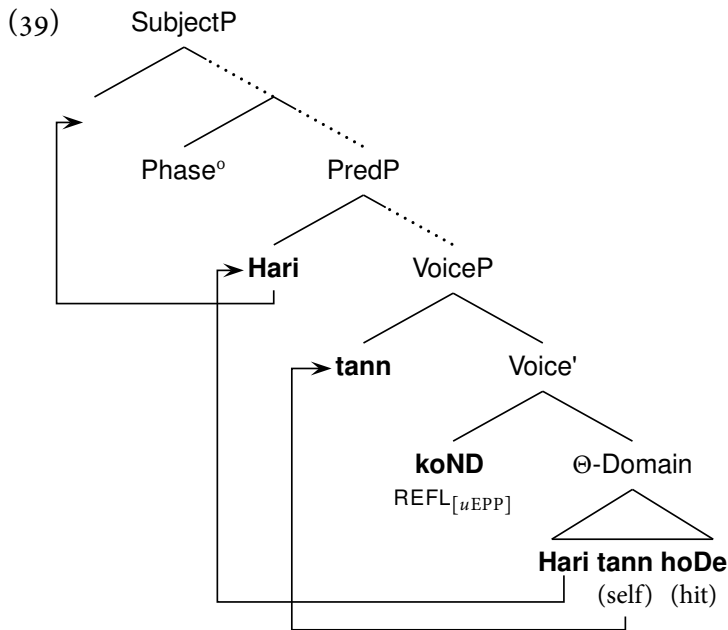 (39) SubjectP
Phase° PredP
Hari VoiceP
tann Voice'
koND Θ-Domain
REFL[uEPP]
Hari tann hoDe
(self) (hit)